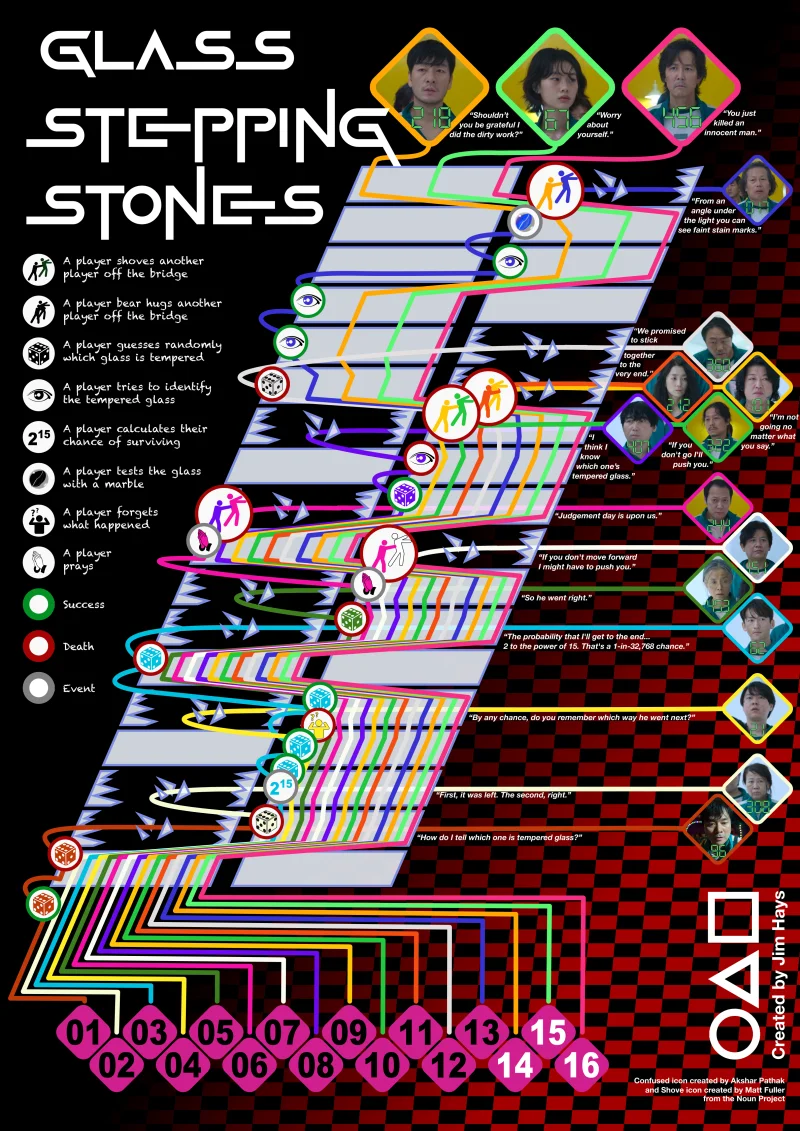 GLASS
STEPPING
STONES
218
67
456
"Shouldn't
you be grateful I
did the dirty work?"
"Worry
about
yourself."
"You just
killed an
innocent man."
"From an
angle under
the light you can
see faint stain marks."
A player shoves another
player off the bridge
A player bear hugs another
player off the bridge
A player guesses randomly
which glass is tempered
A player tries to identify
the tempered glass
2¹⁵
A player calculates their
chance of surviving
A player tests the glass
with a marble
??
A player forgets
what happened
A player
prays
Success
Death
Event
"We promised
to stick
together
to the
very end."
212
"I
think I
know
which one's
tempered glass."
"If you
don't go I'll
push you."
"I'm not
going no
matter what
you say."
244
"Judgement day is upon us."
"If you don't move forward
I might have to push you."
"So he went right."
"The probability that I'll get to the end...
2 to the power of 15. That's a 1-in-32,768 chance."
62
??
"By any chance, do you remember which way he went next?"
2¹⁵
"First, it was left. The second, right."
308
"How do I tell which one is tempered glass?"
96
01
03
05
07
09
11
13
15
02
04
06
08
10
12
14
16
Created by Jim Hays
Confused icon created by Akshar Pathak
and Shove icon created by Matt Fuller
from the Noun Project